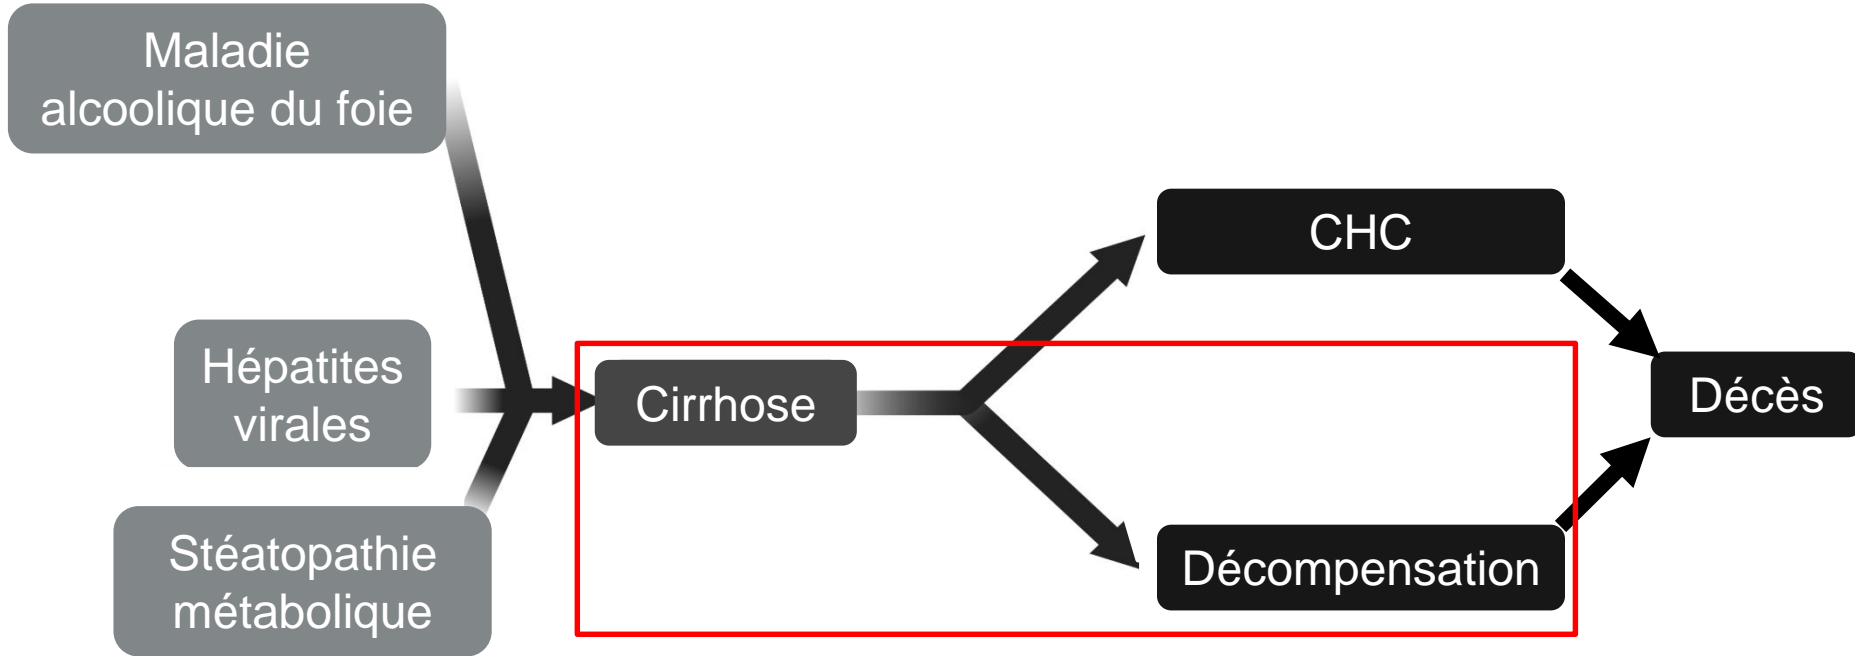 Maladie
alcoolique du foie
Hépatites
virales
Stéatopathie
métabolique
Cirrhose
CHC
Décompensation
Décès